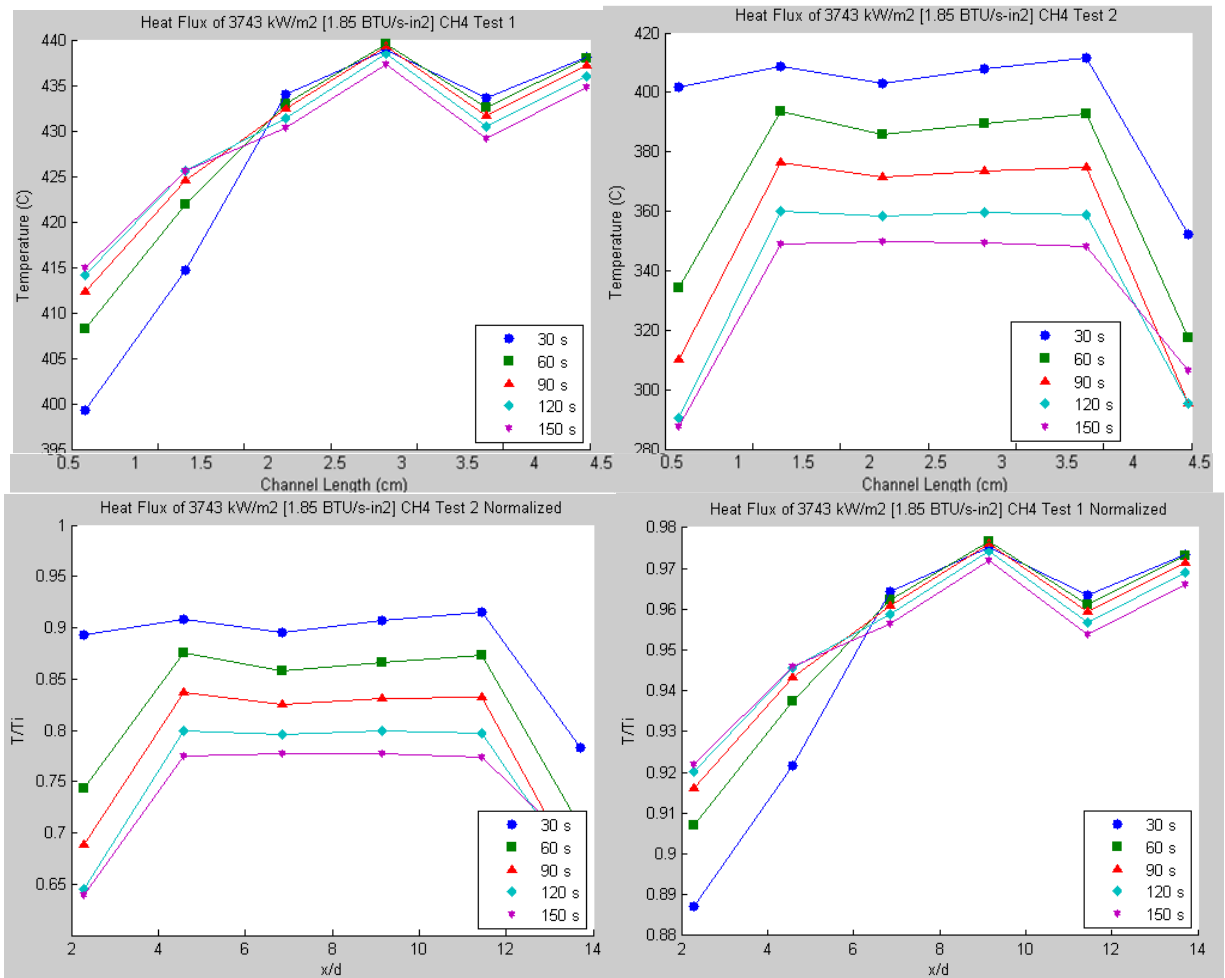 Heat Flux of 3743 kW/m2 [1.85 BTU/s-in2] CH4 Test 1
440
435
430
425
420
415
410
405
400
395
Temperature (C)
30 s
60 s
90 s
120 s
150 s
0.5 1 1.5 2 2.5 3 3.5 4 4.5
Channel Length (cm)
Heat Flux of 3743 kW/m2 [1.85 BTU/s-in2] CH4 Test 2
420
400
380
360
340
320
300
280
Temperature (C)
30 s
60 s
90 s
120 s
150 s
0.5 1 1.5 2 2.5 3 3.5 4 4.5
Channel Length (cm)
Heat Flux of 3743 kW/m2 [1.85 BTU/s-in2] CH4 Test 2 Normalized
1
0.95
0.9
0.85
0.8
0.75
0.7
0.65
T/Ti
30 s
60 s
90 s
120 s
150 s
2 4 6 8 10 12 14
x/d
Heat Flux of 3743 kW/m2 [1.85 BTU/s-in2] CH4 Test 1 Normalized
0.98
0.97
0.96
0.95
0.94
0.93
0.92
0.91
0.9
0.89
0.88
T/Ti
30 s
60 s
90 s
120 s
150 s
2 4 6 8 10 12 14
x/d